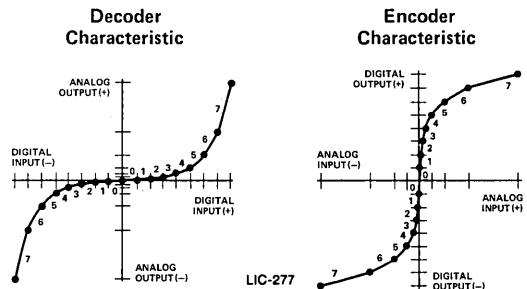 Decoder
Characteristic
ANALOG
OUTPUT (+)
7
6
5
4
3
2
1
0
DIGITAL
INPUT (–)
DIGITAL
INPUT (+)
0
1
2
3
4
5
6
7
ANALOG
OUTPUT (–)
LIC-277
Encoder
Characteristic
DIGITAL
OUTPUT (+)
7
6
5
4
3
2
1
0
ANALOG
INPUT (–)
ANALOG
INPUT (+)
0
1
2
3
4
5
6
7
DIGITAL
OUTPUT (–)